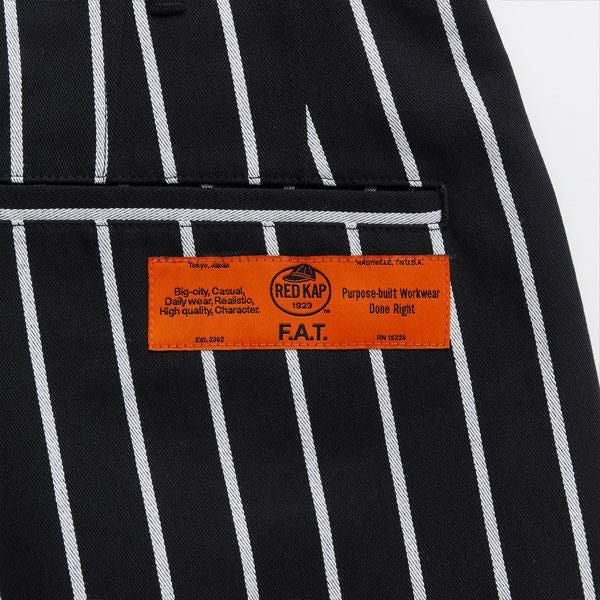 Tokyo, Japan
NASHVILLE, TN U.S.A.
Big-city, Casual,
Daily wear, Realistic,
High quality, Character.
RED KAP
1923
TM
Purpose-built Workwear
Done Right
F.A.T.
Est. 2002
RN 15228